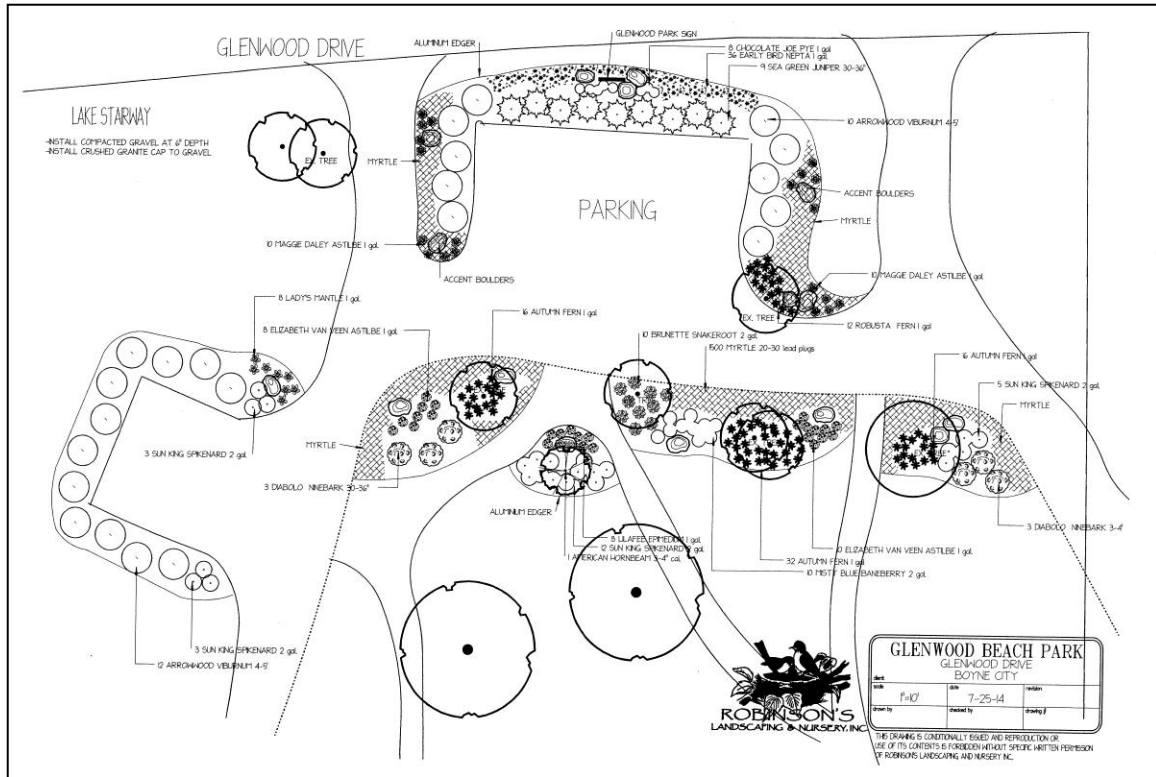 GLENWOOD DRIVE
ALUMINUM EDGER
GLENWOOD PARK SIGN
8 CHOCOLATE JOE PYE 1 gal
36 EARLY BIRD NEPTA 1 gal.
9 SEA GREEN JUNIPER 30-36"
LAKE STARWAY
-INSTALL COMPACTED GRAVEL AT 6" DEPTH
-INSTALL CRUSHED GRANITE CAP TO GRAVEL
EX. TREE
MYRTLE
10 ARROWWOOD VIBURNUM 4-5'
ACCENT BOULDERS
PARKING
MYRTLE
10 MAGGIE DALEY ASTILBE 1 gal.
ACCENT BOULDERS
10 MAGGIE DALEY ASTILBE 1 gal
8 LADY'S MANTLE 1 gal.
16 AUTUMN FERN 1 gal
EX. TREE
12 ROBUSTA FERN 1 gal
8 ELIZABETH VAN VEEN ASTILBE 1 gal.
10 BRUNETTE SNAKEROOT 2 gal.
1500 MYRTLE 20-30 lead plugs
16 AUTUMN FERN 1 gal
5 SUN KING SPIKENARD 2 gal.
MYRTLE
MYRTLE
3 SUN KING SPIKENARD 2 gal.
3 DIABOLO NINEBARK 30-36"
ALUMINIUM EDGER
3 DIABOLO NINEBARK 3-4'
8 LILAFEE EPIMEDIUM 1 gal.
12 SUN KING SPIKENARD 2 gal.
1 AMERICAN HORNBEAM 3-4" cal.
10 ELIZABETH VAN VEEN ASTILBE 1 gal.
32 AUTUMN FERN 1 gal
10 MISTY BLUE BANEBERRY 2 gal.
3 SUN KING SPIKENARD 2 gal.
12 ARROWWOOD VIBURNUM 4-5'
ROBINSON'S
LANDSCAPING & NURSERY, INC.
GLENWOOD BEACH PARK
GLENWOOD DRIVE
BOYNE CITY
client
scale
1"=10'
date
7-25-14
revision
drawn by
checked by
drawing #
THIS DRAWING IS CONDITIONALLY ISSUED AND REPRODUCTION OR
USE OF ITS CONTENTS IS FORBIDDEN WITHOUT SPECIFIC WRITTEN PERMISSION
OF ROBINSON'S LANDSCAPING AND NURSERY INC.